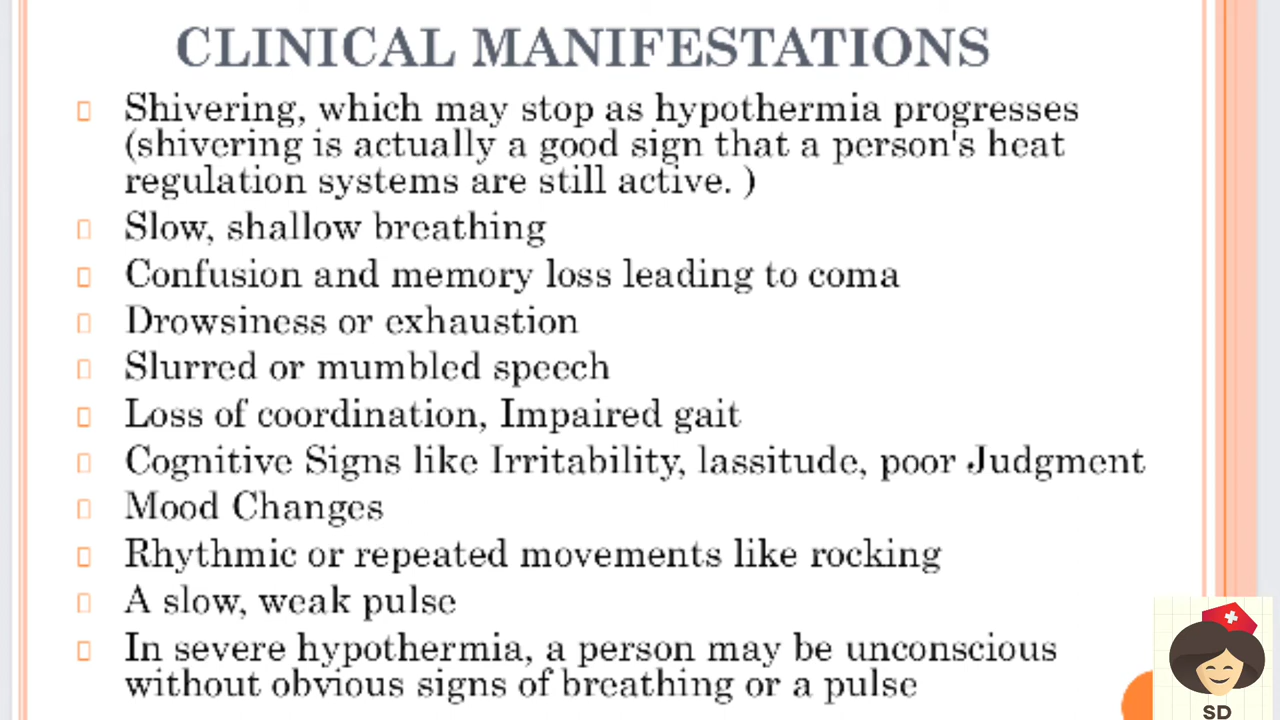 CLINICAL MANIFESTATIONS
Shivering, which may stop as hypothermia progresses
(shivering is actually a good sign that a person's heat
regulation systems are still active. )
Slow, shallow breathing
Confusion and memory loss leading to coma
Drowsiness or exhaustion
Slurred or mumbled speech
Loss of coordination, Impaired gait
Cognitive Signs like Irritability, lassitude, poor Judgment
Mood Changes
Rhythmic or repeated movements like rocking
A slow, weak pulse
In severe hypothermia, a person may be unconscious
without obvious signs of breathing or a pulse
SD